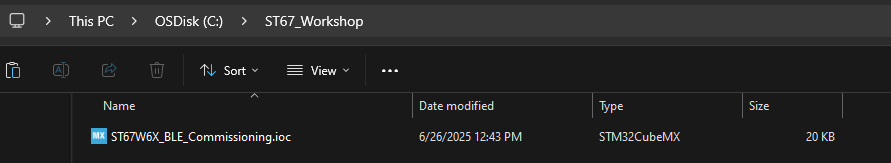 This PC > OSDisk (C:) > ST67_Workshop
Sort View
Name Date modified Type Size
MX ST67W6X_BLE_Commissioning.ioc 6/26/2025 12:43 PM STM32CubeMX 20 KB